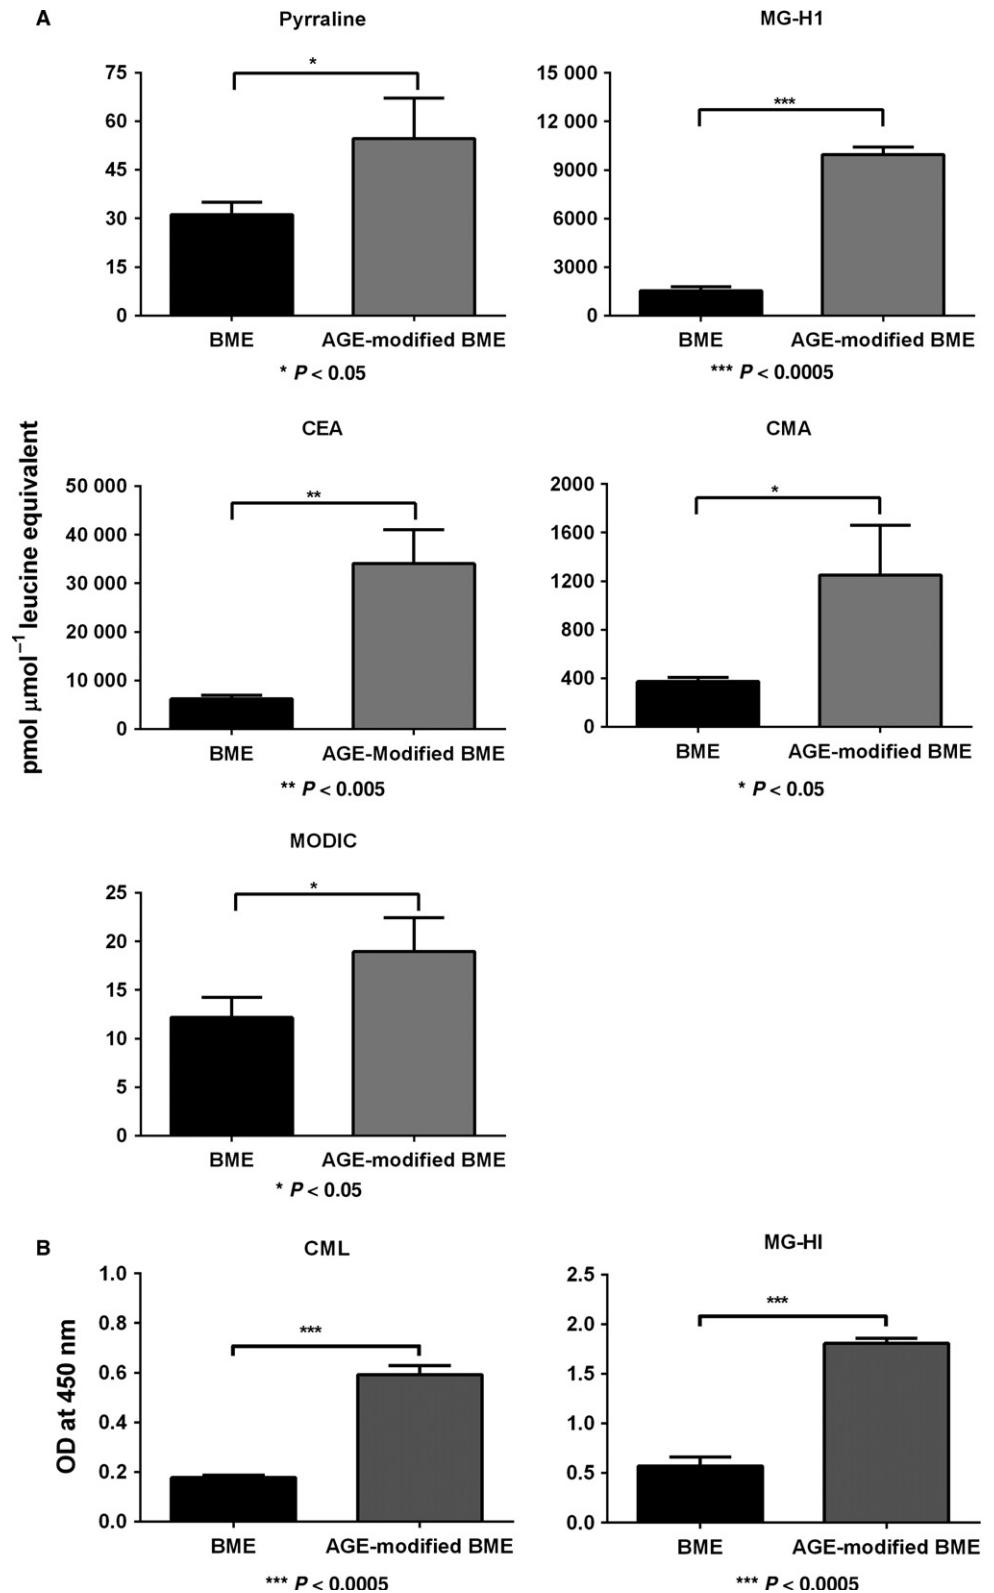 A
Pyrraline
MG-H1
*
75
60
45
30
15
0
BME
AGE-modified BME
* P < 0.05
***
15 000
12 000
9000
6000
3000
0
BME
AGE-modified BME
*** P < 0.0005
pmol μmol⁻¹ leucine equivalent
CEA
**
50 000
40 000
30 000
20 000
10 000
0
BME
AGE-Modified BME
** P < 0.005
CMA
*
2000
1600
1200
800
400
0
BME
AGE-modified BME
* P < 0.05
MODIC
*
25
20
15
10
5
0
BME
AGE-modified BME
* P < 0.05
B
CML
***
1.0
0.8
0.6
0.4
0.2
0.0
OD at 450 nm
BME
AGE-modified BME
*** P < 0.0005
MG-HI
***
2.5
2.0
1.5
1.0
0.5
0.0
BME
AGE-modified BME
*** P < 0.0005